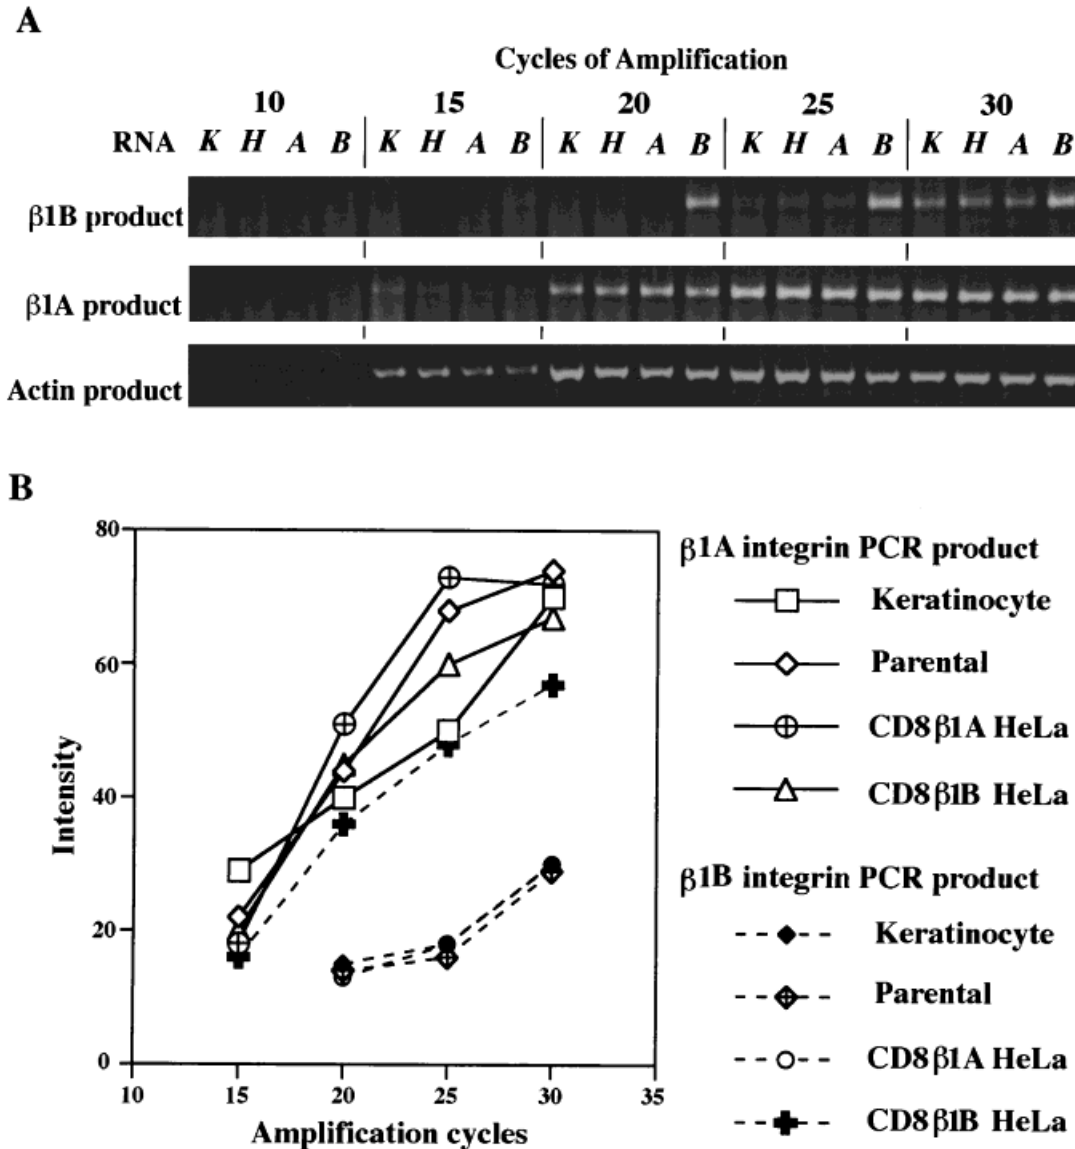 A
Cycles of Amplification
10 15 20 25 30
RNA K H A B K H A B K H A B K H A B K H A B
β1B product
β1A product
Actin product
B
80
60
40
20
0
Intensity
10 15 20 25 30 35
Amplification cycles
β1A integrin PCR product
Keratinocyte
Parental
CD8β1A HeLa
CD8β1B HeLa
β1B integrin PCR product
Keratinocyte
Parental
CD8β1A HeLa
CD8β1B HeLa